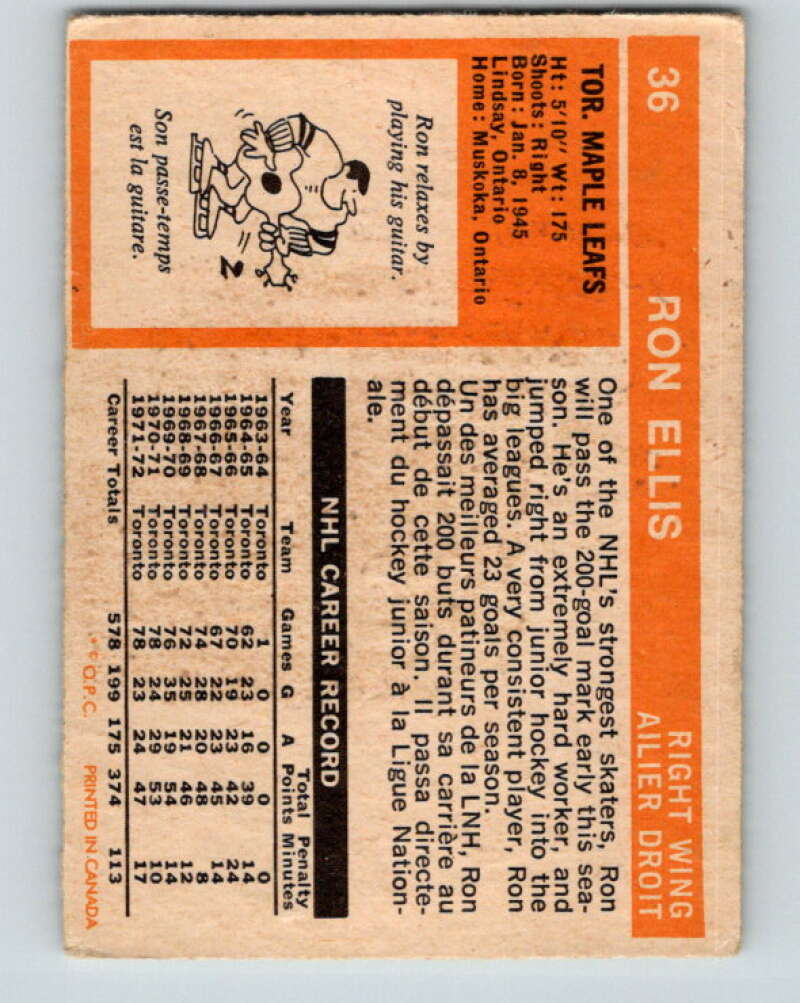 36 RON ELLIS RIGHT WING
AILIER DROIT
TOR. MAPLE LEAFS
Ht: 5'10" Wt: 175
Shoots: Right
Born: Jan. 8, 1945
Lindsay, Ontario
Home: Muskoka, Ontario
Ron relaxes by
playing his guitar.
Son passe-temps
est la guitare.
One of the NHL's strongest skaters, Ron
will pass the 200-goal mark early this sea-
son. He's an extremely hard worker, and
jumped right from junior hockey into the
big leagues. A very consistent player, Ron
has averaged 23 goals per season.
Un des meilleurs patineurs de la LNH, Ron
dépassait 200 buts durant sa carrière au
début de cette saison. Il passa directe-
ment du hockey junior à la Ligue Nation-
ale.
NHL CAREER RECORD
Total Penalty
Year Team Games G A Points Minutes
1963-64 Toronto 1 0 0 0 0
1964-65 Toronto 62 23 16 39 14
1965-66 Toronto 70 19 23 42 24
1966-67 Toronto 67 22 23 45 14
1967-68 Toronto 74 28 20 48 8
1968-69 Toronto 72 25 21 46 12
1969-70 Toronto 76 35 19 54 14
1970-71 Toronto 78 24 29 53 10
1971-72 Toronto 78 23 24 47 17
Career Totals 578 199 175 374 113
* © O.P.C. PRINTED IN CANADA